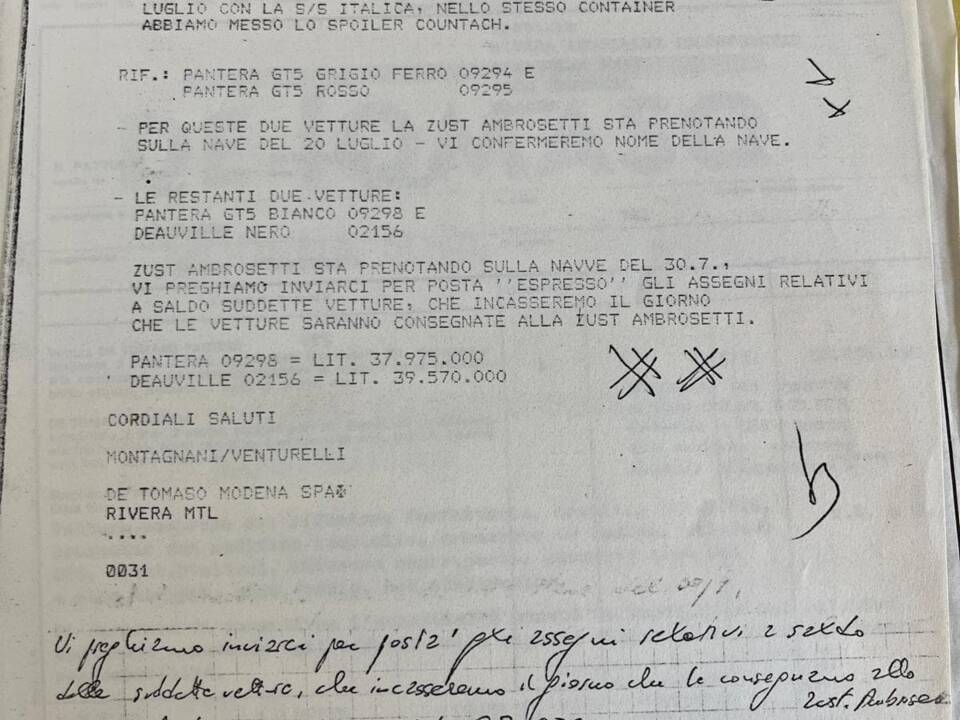 LUGLIO CON LA S/S ITALICA, NELLO STESSO CONTAINER
ABBIAMO MESSO LO SPOILER COUNTACH.
RIF.: PANTERA GT5 GRIGIO FERRO 09294 E
PANTERA GT5 ROSSO 09295
- PER QUESTE DUE VETTURE LA ZUST AMBROSETTI STA PRENOTANDO
SULLA NAVE DEL 20 LUGLIO - VI CONFERMEREMO NOME DELLA NAVE.
- LE RESTANTI DUE VETTURE:
PANTERA GT5 BIANCO 09298 E
DEAUVILLE NERO 02156
ZUST AMBROSETTI STA PRENOTANDO SULLA NAVVE DEL 30.7.,
VI PREGHIAMO INVIARCI PER POSTA ''ESPRESSO'' GLI ASSEGNI RELATIVI
A SALDO SUDDETTE VETTURE, CHE INCASSEREMO IL GIORNO
CHE LE VETTURE SARANNO CONSEGNATE ALLA ZUST AMBROSETTI.
PANTERA 09298 = LIT. 37.975.000
DEAUVILLE 02156 = LIT. 39.570.000
CORDIALI SALUTI
MONTAGNANI/VENTURELLI
DE TOMASO MODENA SPA
RIVERA MTL
....
0031
Vi preghiamo inviarci per posta gli assegni relativi a saldo
delle suddette vetture, che incasseremo il giorno che le consegniamo alla
Zust. Ambrose